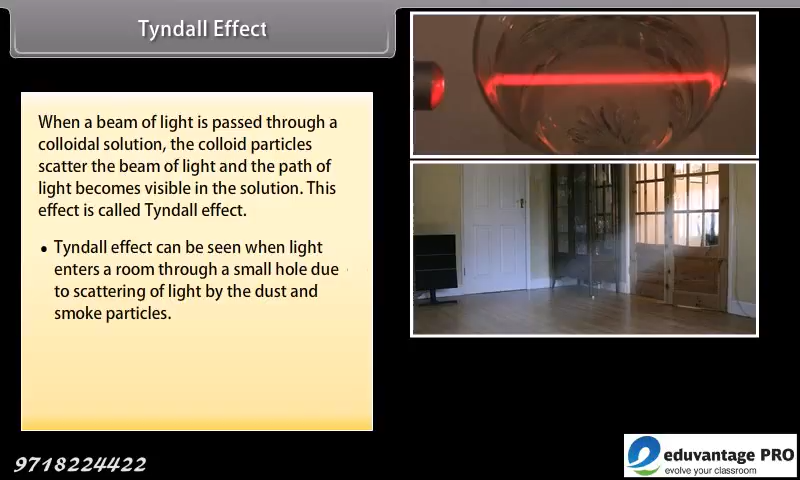 Tyndall Effect
When a beam of light is passed through a
colloidal solution, the colloid particles
scatter the beam of light and the path of
light becomes visible in the solution. This
effect is called Tyndall effect.
• Tyndall effect can be seen when light
enters a room through a small hole due
to scattering of light by the dust and
smoke particles.
9718224422
eduvantage PRO
evolve your classroom